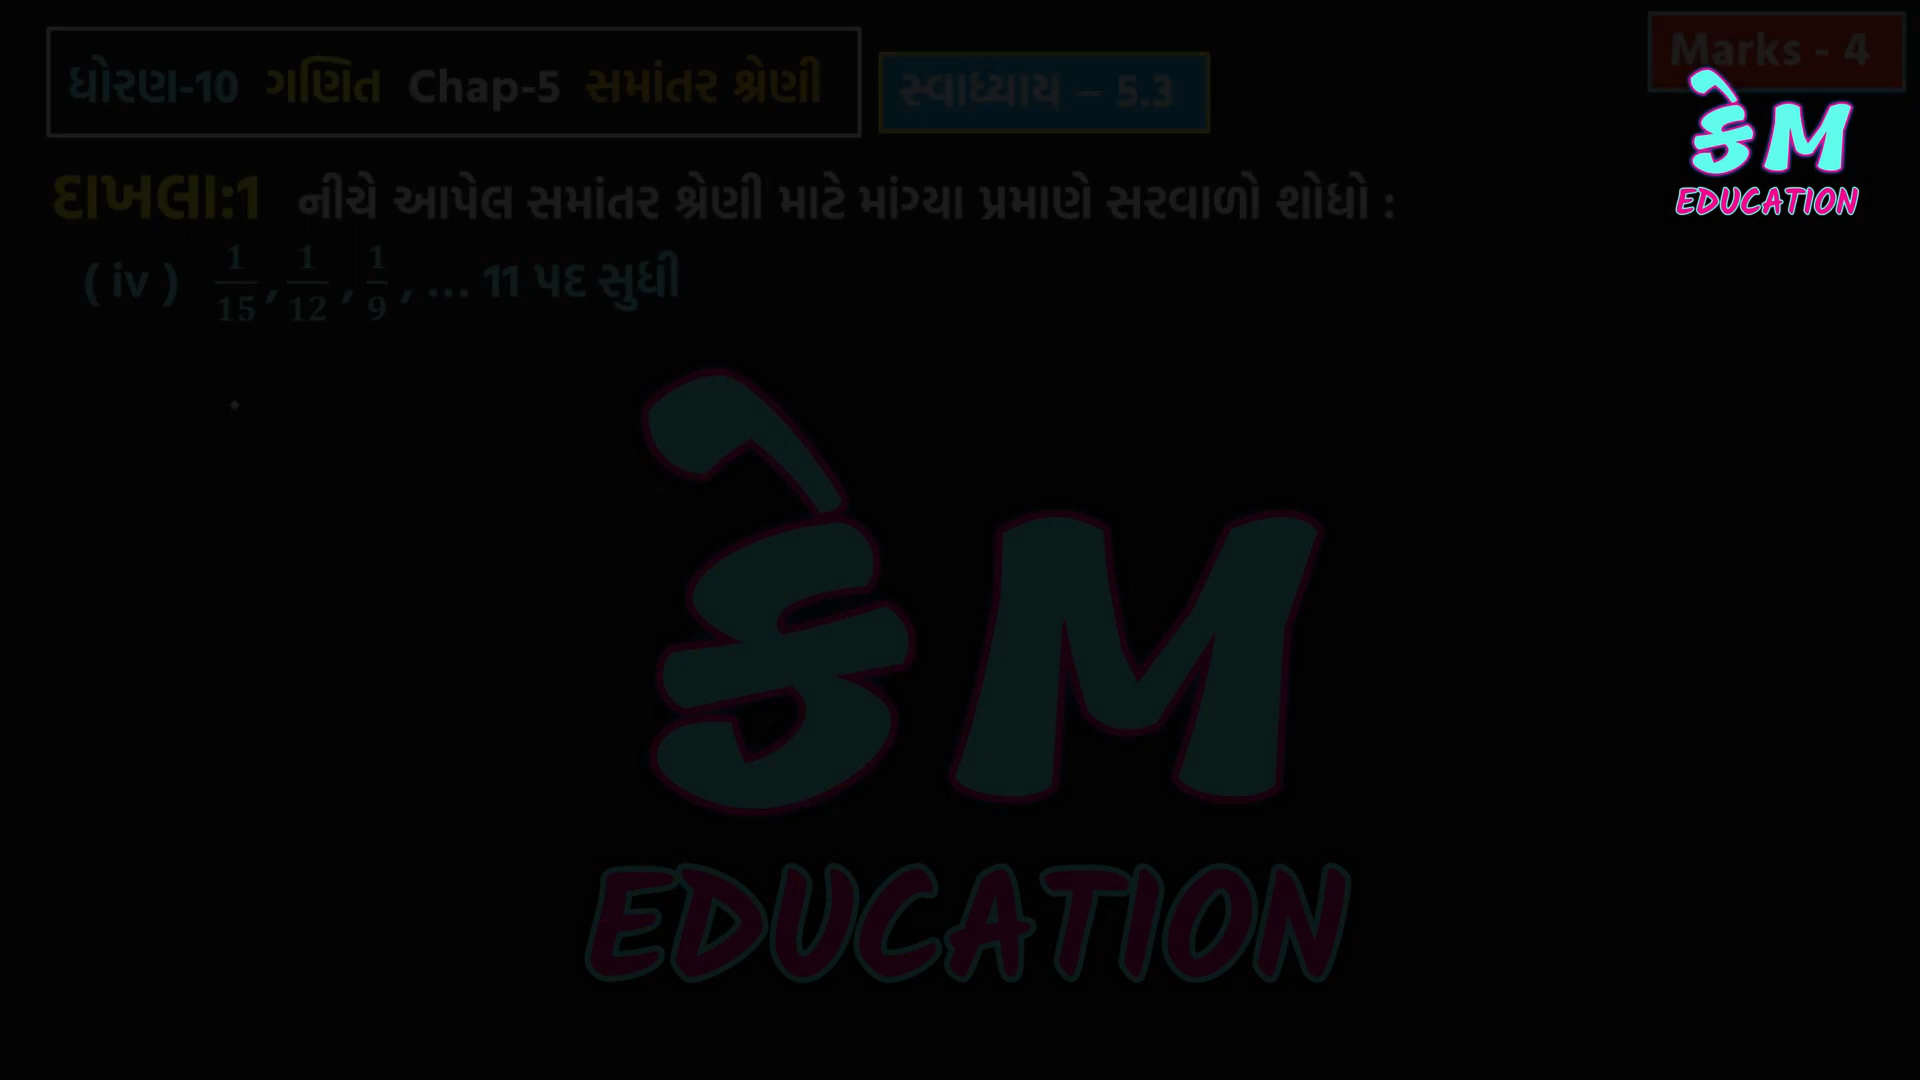 ધોરણ-10 ગણિત Chap-5 સમાંતર શ્રેણી
સ્વાધ્યાય – 5.3
Marks - 4
કેM
EDUCATION
દાખલા:1 નીચે આપેલ સમાંતર શ્રેણી માટે માંગ્યા પ્રમાણે સરવાળો શોધો :
( iv ) 1/15 , 1/12 , 1/9 , ... 11 પદ સુધી
કેM
EDUCATION